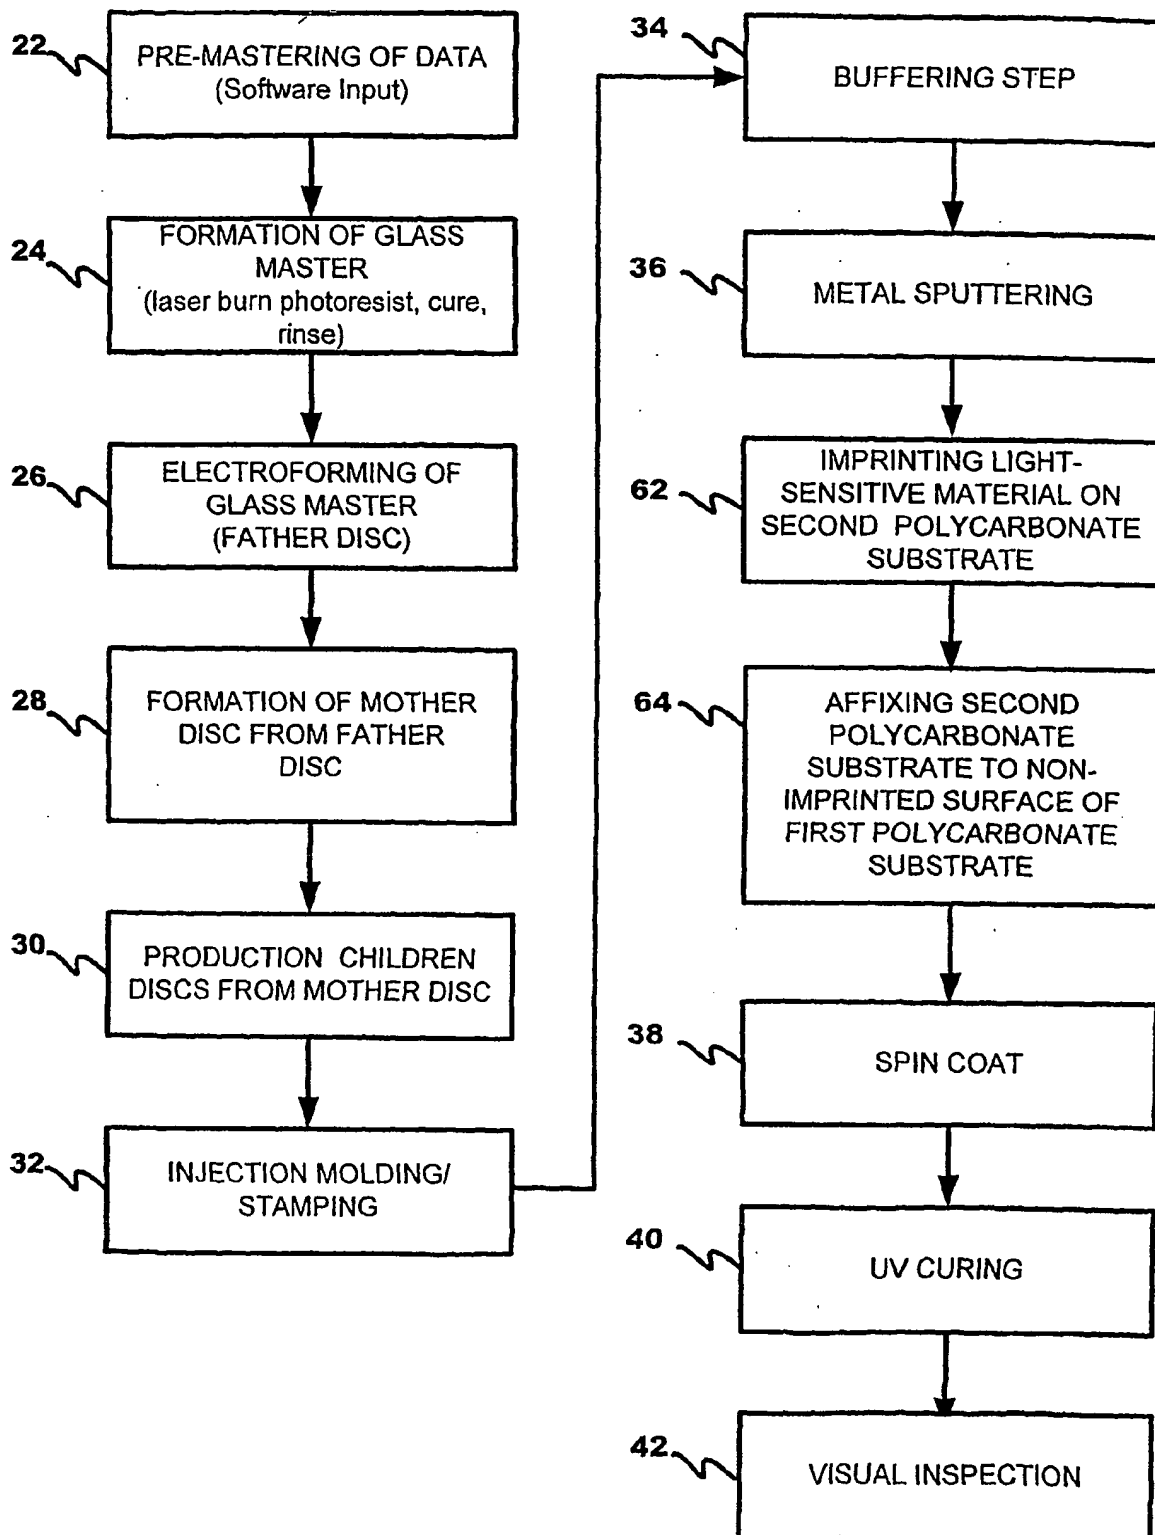 22
PRE-MASTERING OF DATA
(Software Input)
24
FORMATION OF GLASS
MASTER
(laser burn photoresist, cure,
rinse)
26
ELECTROFORMING OF
GLASS MASTER
(FATHER DISC)
28
FORMATION OF MOTHER
DISC FROM FATHER
DISC
30
PRODUCTION CHILDREN
DISCS FROM MOTHER DISC
32
INJECTION MOLDING/
STAMPING
34
BUFFERING STEP
36
METAL SPUTTERING
62
IMPRINTING LIGHT-
SENSITIVE MATERIAL ON
SECOND POLYCARBONATE
SUBSTRATE
64
AFFIXING SECOND
POLYCARBONATE
SUBSTRATE TO NON-
IMPRINTED SURFACE OF
FIRST POLYCARBONATE
SUBSTRATE
38
SPIN COAT
40
UV CURING
42
VISUAL INSPECTION